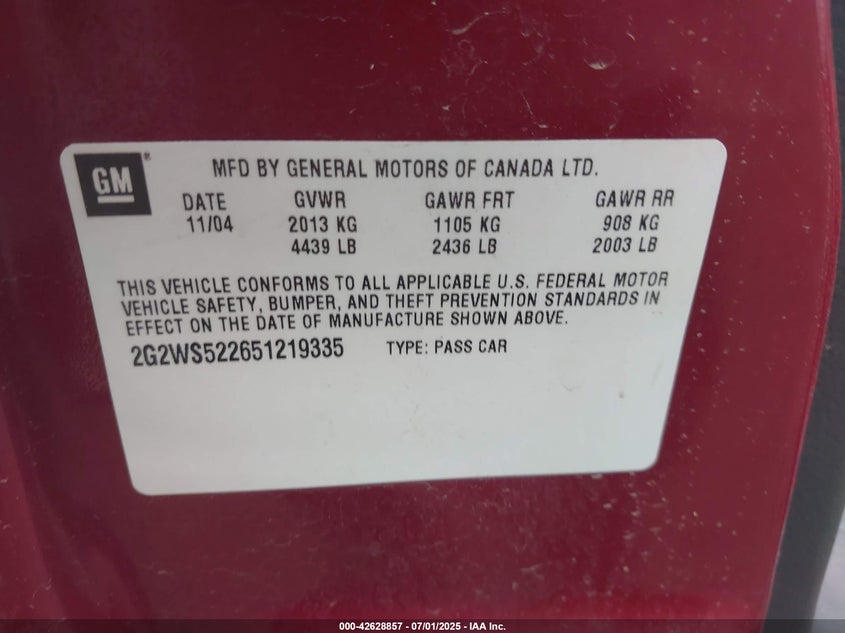 GM® MFD BY GENERAL MOTORS OF CANADA LTD.
DATE GVWR GAWR FRT GAWR RR
11/04 2013 KG 1105 KG 908 KG
4439 LB 2436 LB 2003 LB
THIS VEHICLE CONFORMS TO ALL APPLICABLE U.S. FEDERAL MOTOR
VEHICLE SAFETY, BUMPER, AND THEFT PREVENTION STANDARDS IN
EFFECT ON THE DATE OF MANUFACTURE SHOWN ABOVE.
2G2WS522651219335 TYPE: PASS CAR
000-42628857 - 07/01/2025 - IAA Inc.